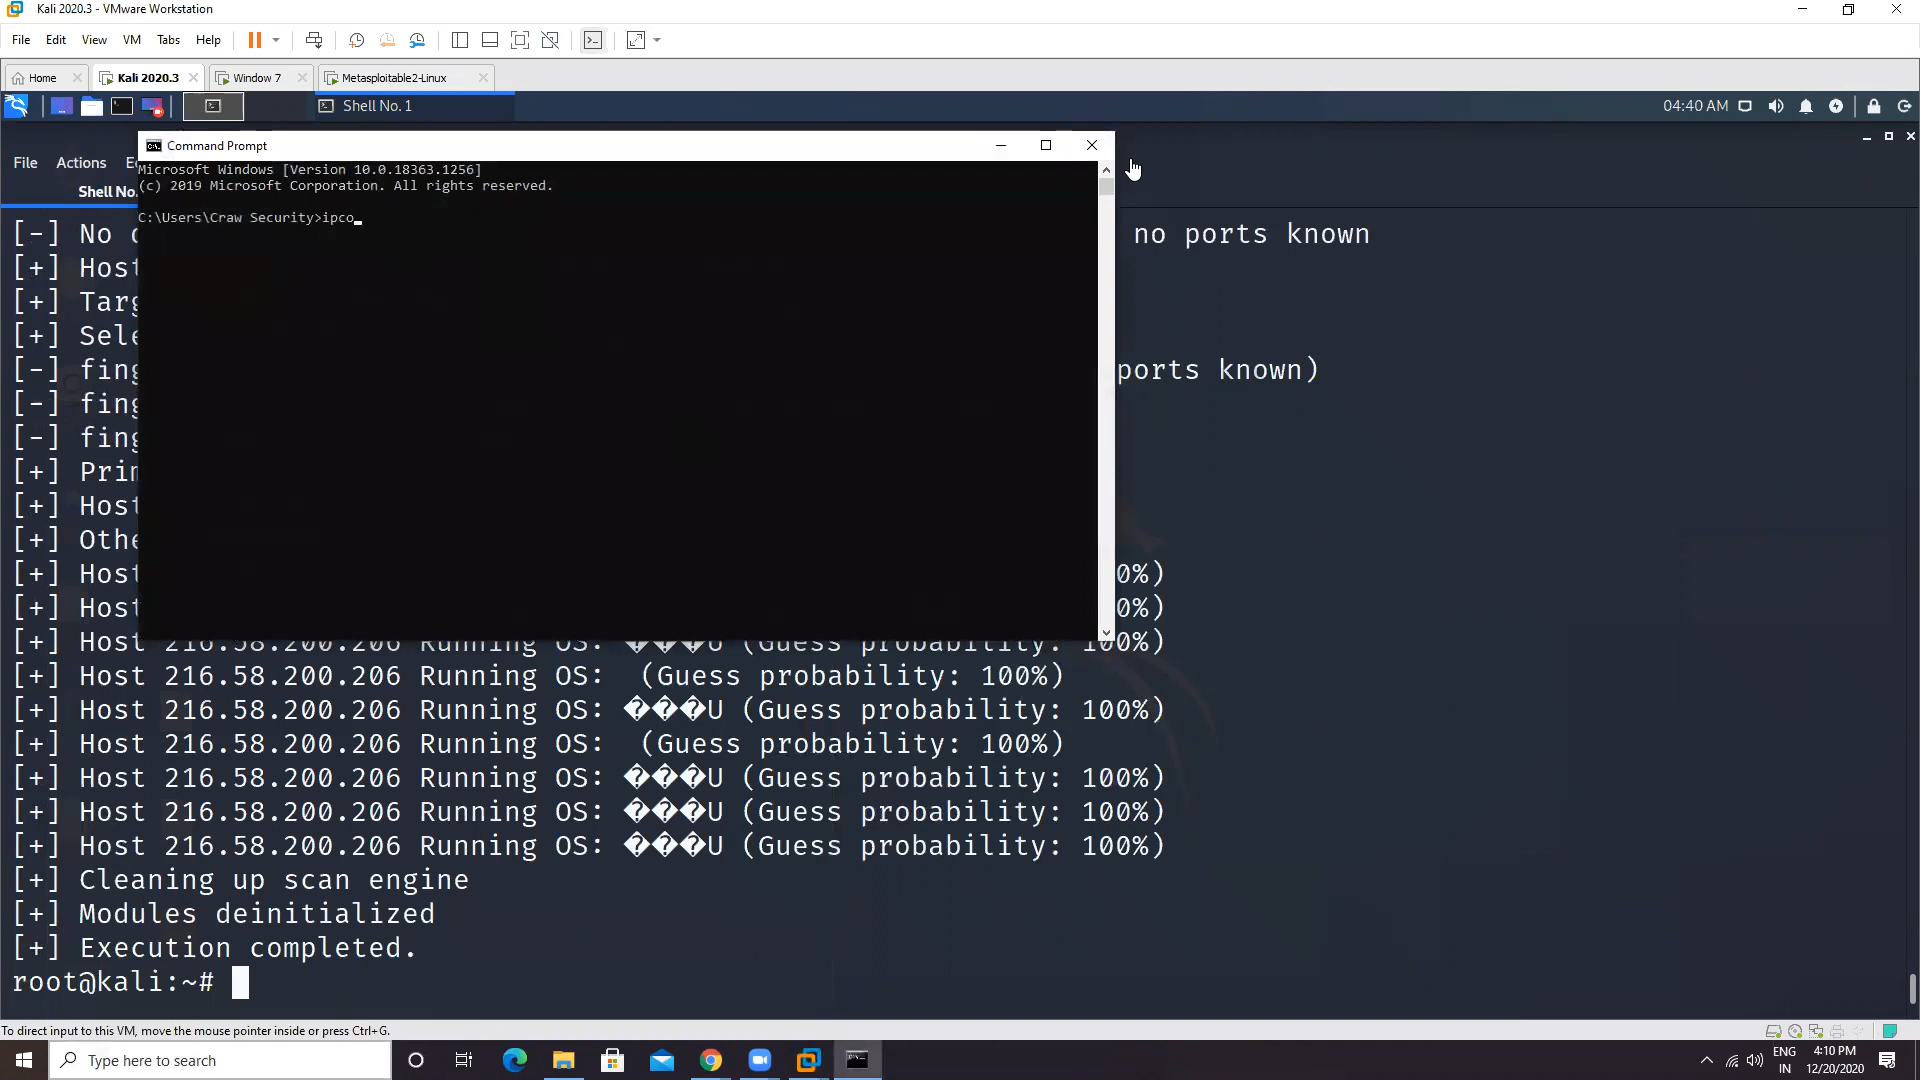 Kali 2020.3 - VMware Workstation
File Edit View VM Tabs Help
Home Kali 2020.3 Window 7 Metasploitable2-Linux
Shell No. 1 04:40 AM
Command Prompt
File Actions E
Shell No.
Microsoft Windows [Version 10.0.18363.1256]
(c) 2019 Microsoft Corporation. All rights reserved.
C:\Users\Craw Security>ipco_
[-] No no ports known
[+] Host
[+] Targ
[+] Sele
[-] fing ports known)
[-] fing
[-] fing
[+] Prim
[+] Host
[+] Othe
[+] Host 0%)
[+] Host 0%)
[+] Host 216.58.200.206 Running OS: ���U (Guess probability: 100%)
[+] Host 216.58.200.206 Running OS:  (Guess probability: 100%)
[+] Host 216.58.200.206 Running OS: ���U (Guess probability: 100%)
[+] Host 216.58.200.206 Running OS:  (Guess probability: 100%)
[+] Host 216.58.200.206 Running OS: ���U (Guess probability: 100%)
[+] Host 216.58.200.206 Running OS: ���U (Guess probability: 100%)
[+] Host 216.58.200.206 Running OS: ���U (Guess probability: 100%)
[+] Cleaning up scan engine
[+] Modules deinitialized
[+] Execution completed.
root@kali:~#
To direct input to this VM, move the mouse pointer inside or press Ctrl+G.
Type here to search
ENG 4:10 PM
IN 12/20/2020